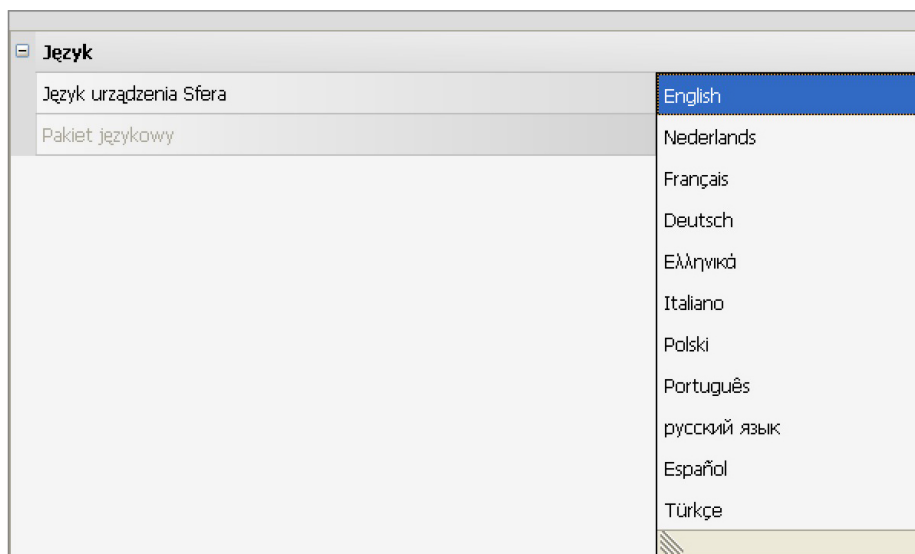 Język
Język urządzenia Sfera
English
Pakiet językowy
Nederlands
Français
Deutsch
Ελληνικά
Italiano
Polski
Português
русский язык
Español
Türkçe